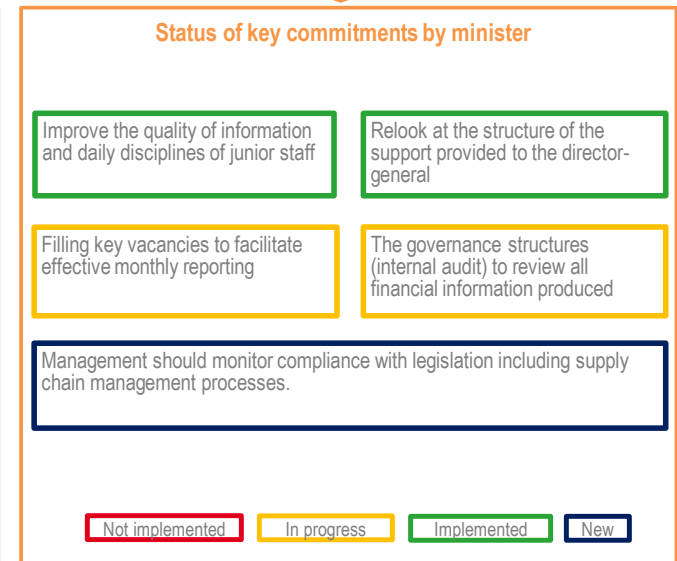 Status of key commitments by minister
Improve the quality of information
and daily disciplines of junior staff
Relook at the structure of the
support provided to the director-
general
Filling key vacancies to facilitate
effective monthly reporting
The governance structures
(internal audit) to review all
financial information produced
Management should monitor compliance with legislation including supply
chain management processes.
Not implemented
In progress
Implemented
New